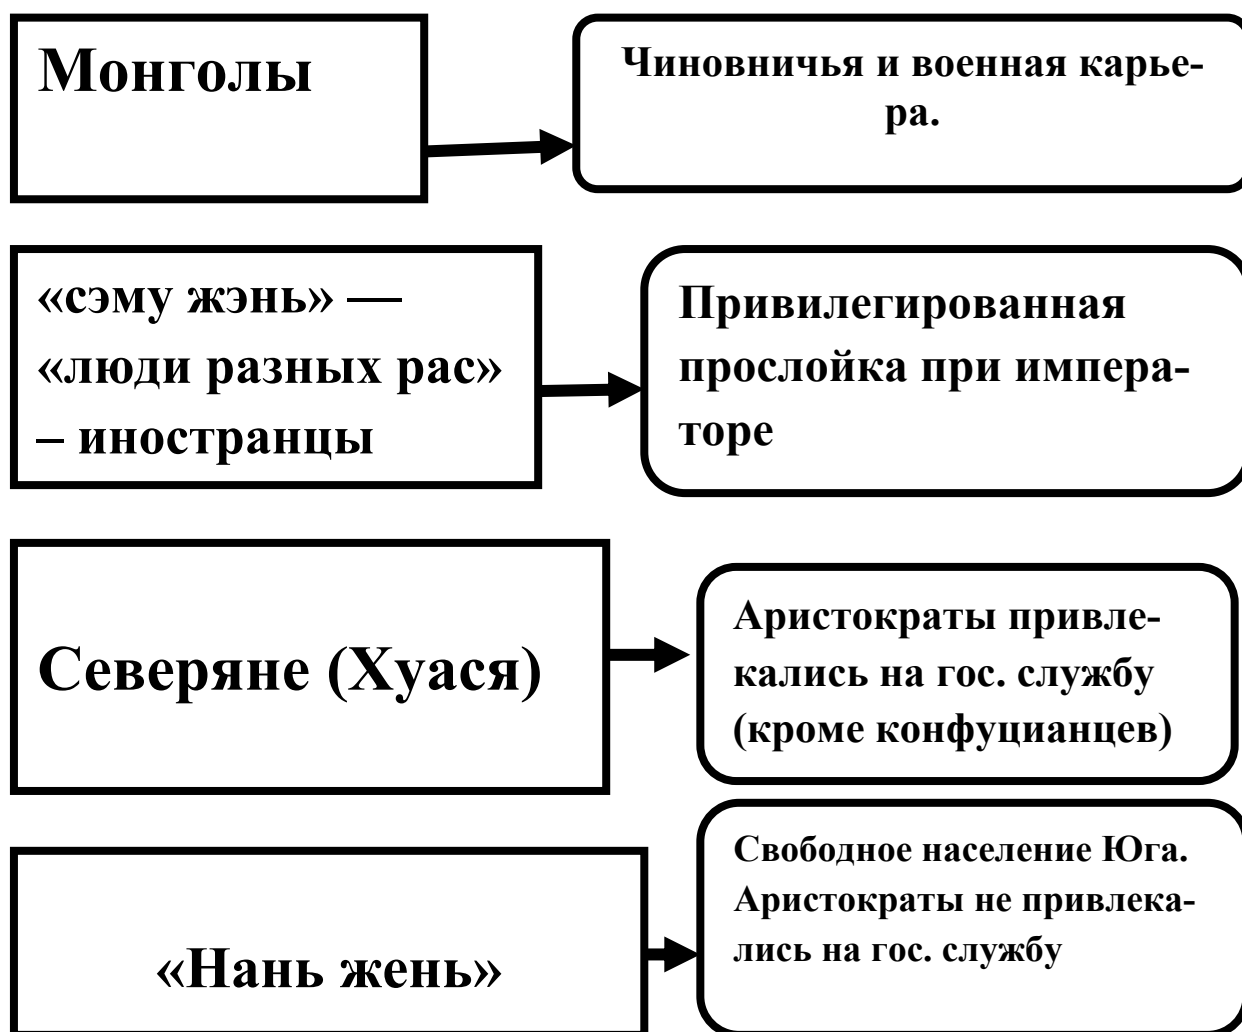 Монголы
Чиновничья и военная карье-
ра.
«сэму жэнь» —
«люди разных рас»
– иностранцы
Привилегированная
прослойка при импера-
торе
Северяне (Хуася)
Аристократы привле-
кались на гос. службу
(кроме конфуцианцев)
«Нань жень»
Свободное население Юга.
Аристократы не привлека-
лись на гос. службу